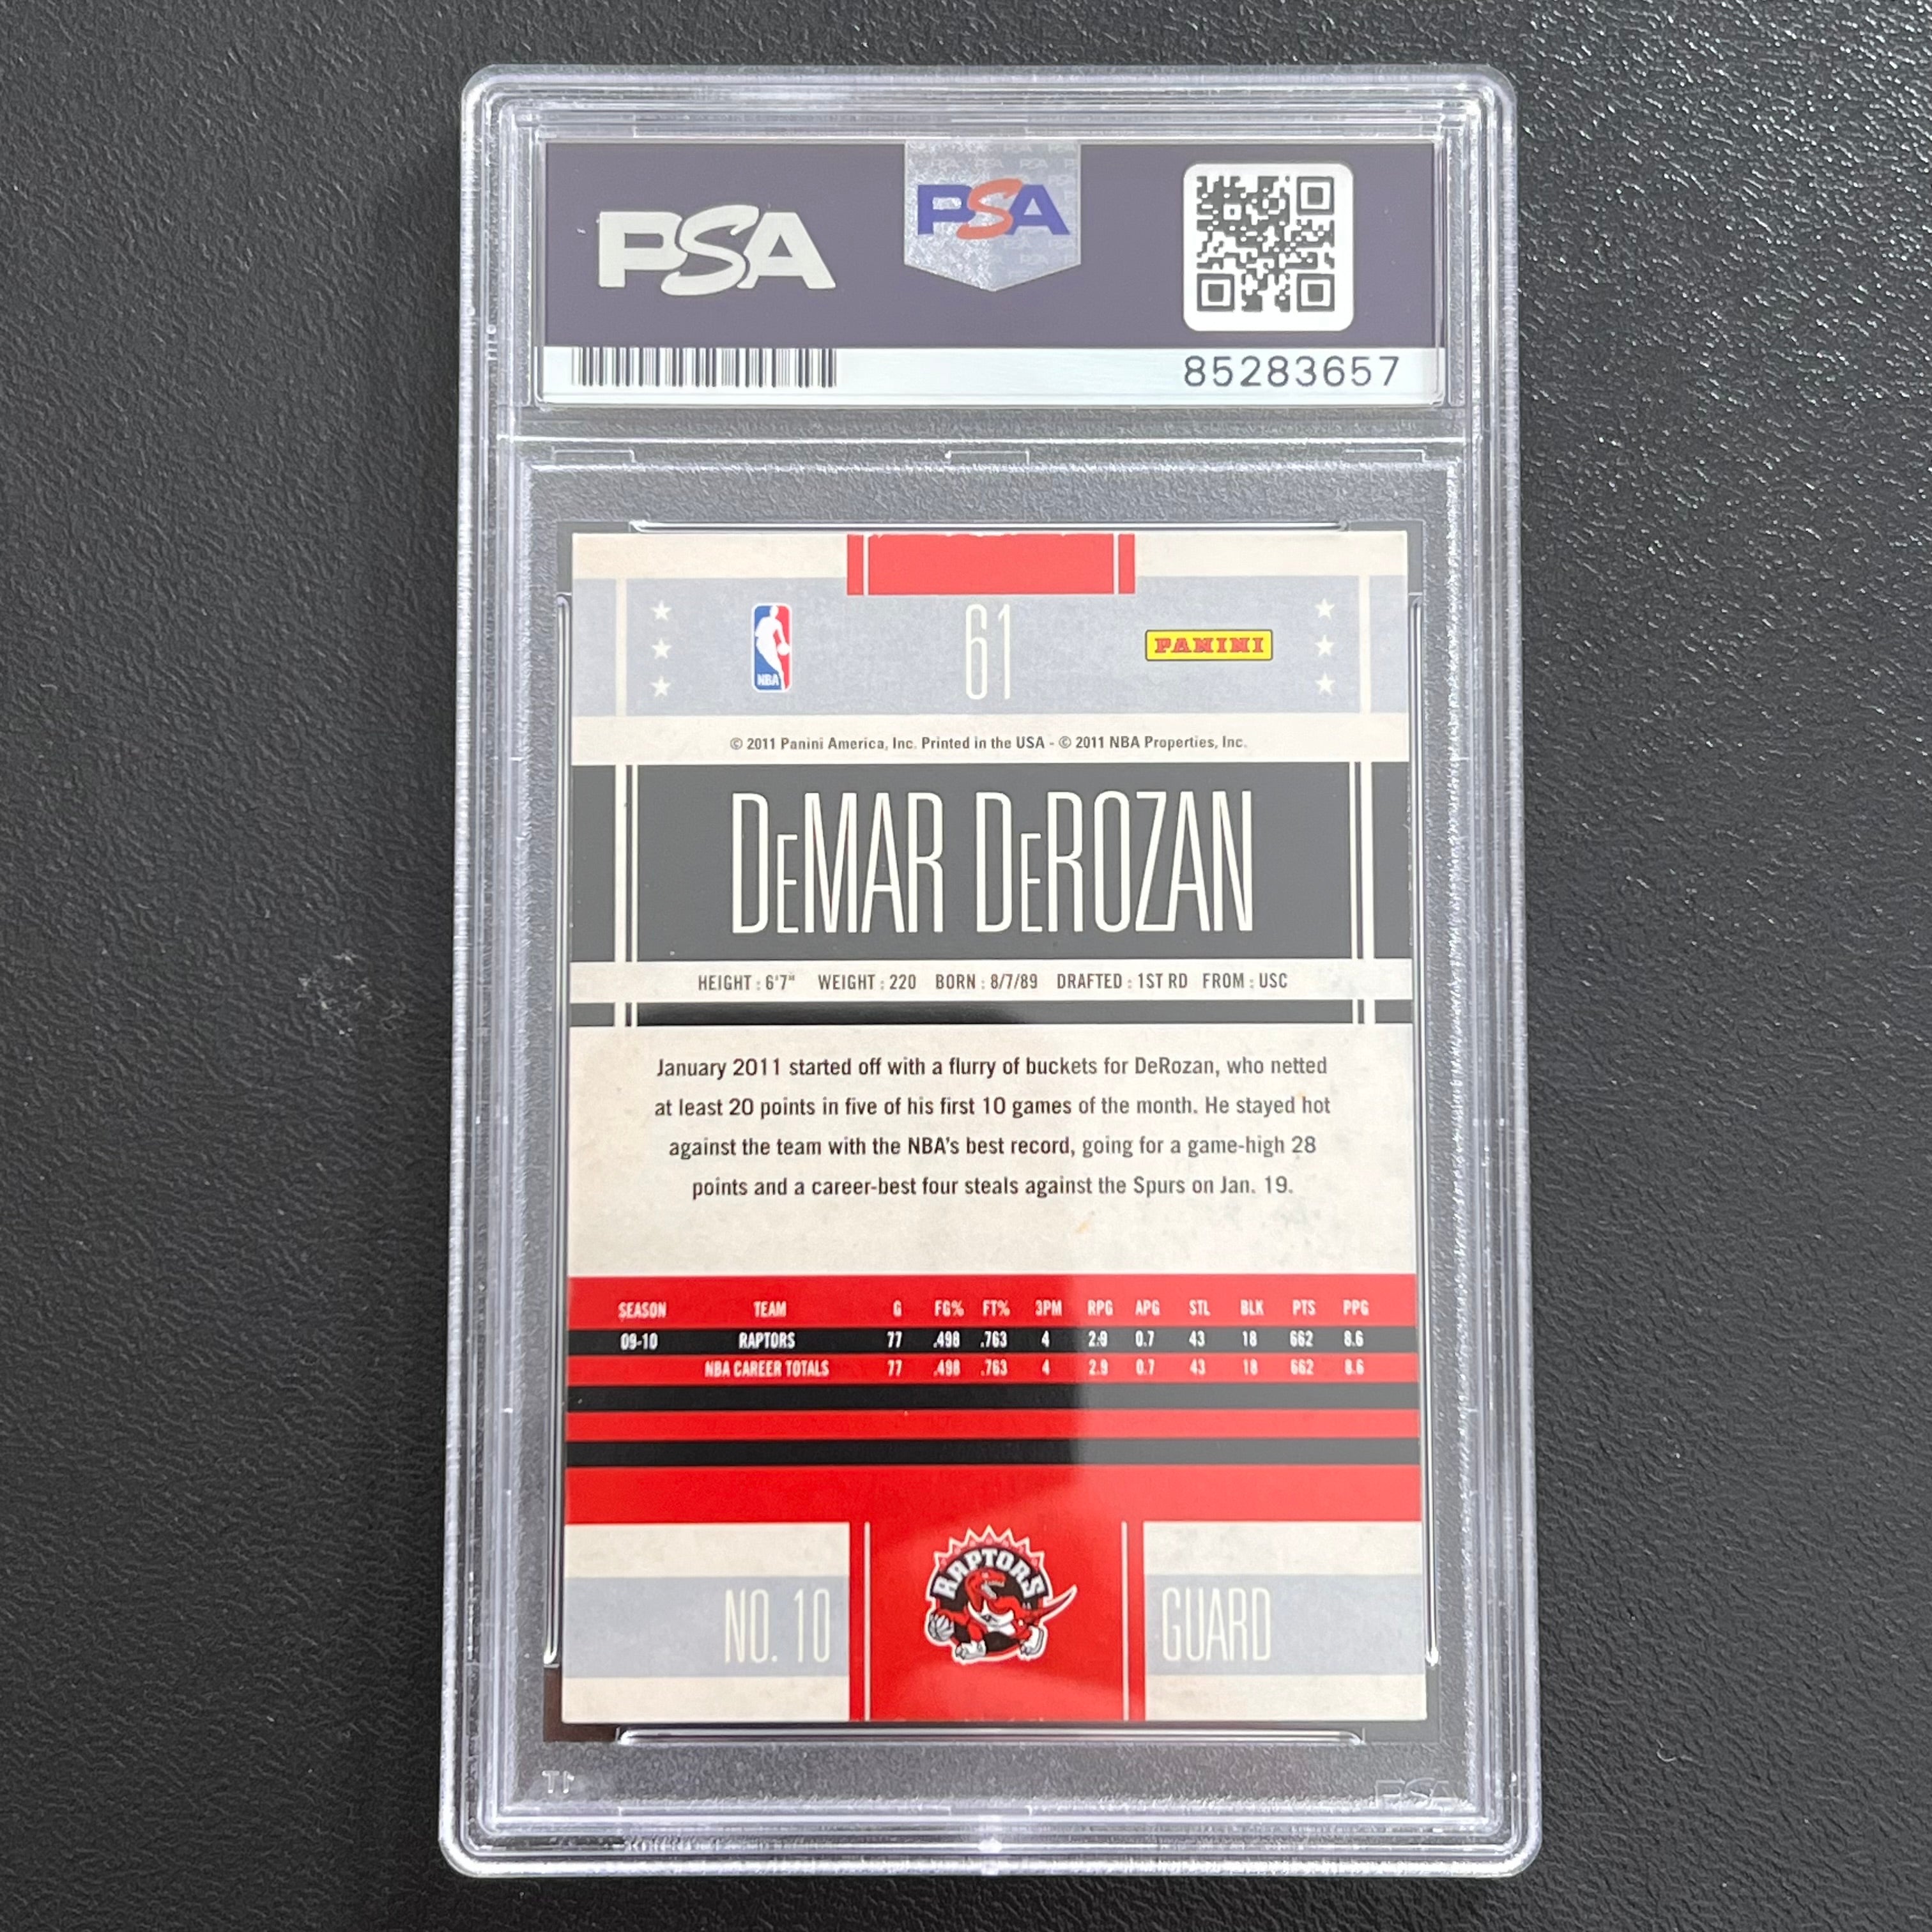 PSA
PSA
85283657
NBA
61
PANINI
© 2011 Panini America, Inc. Printed in the USA - © 2011 NBA Properties, Inc.
DeMAR DeROZAN
HEIGHT : 6'7" WEIGHT : 220 BORN : 8/7/89 DRAFTED : 1ST RD FROM : USC
January 2011 started off with a flurry of buckets for DeRozan, who netted
at least 20 points in five of his first 10 games of the month. He stayed hot
against the team with the NBA's best record, going for a game-high 28
points and a career-best four steals against the Spurs on Jan. 19.
SEASON TEAM G FG% FT% 3PM RPG APG STL BLK PTS PPG
09-10 RAPTORS 77 .498 .763 4 2.9 0.7 43 18 662 8.6
NBA CAREER TOTALS 77 .498 .763 4 2.9 0.7 43 18 662 8.6
NO. 10
RAPTORS
GUARD
PSA